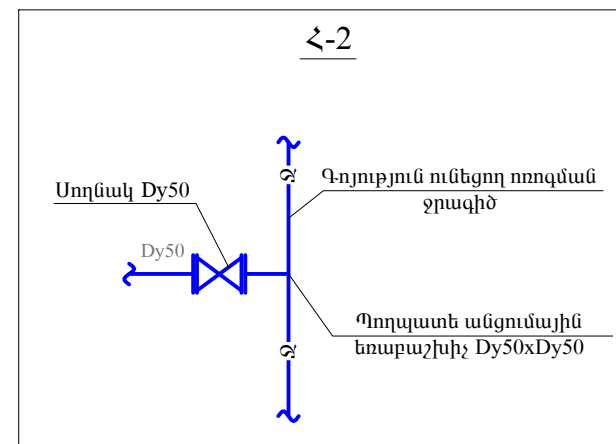 Հ-2
Ջ
Գոյություն ունեցող ոռոգման
ջրագիծ
Սողնակ Dy50
Dy50
Պողպատե անցումային
եռաբաշխիչ Dy50xDy50
Ջ